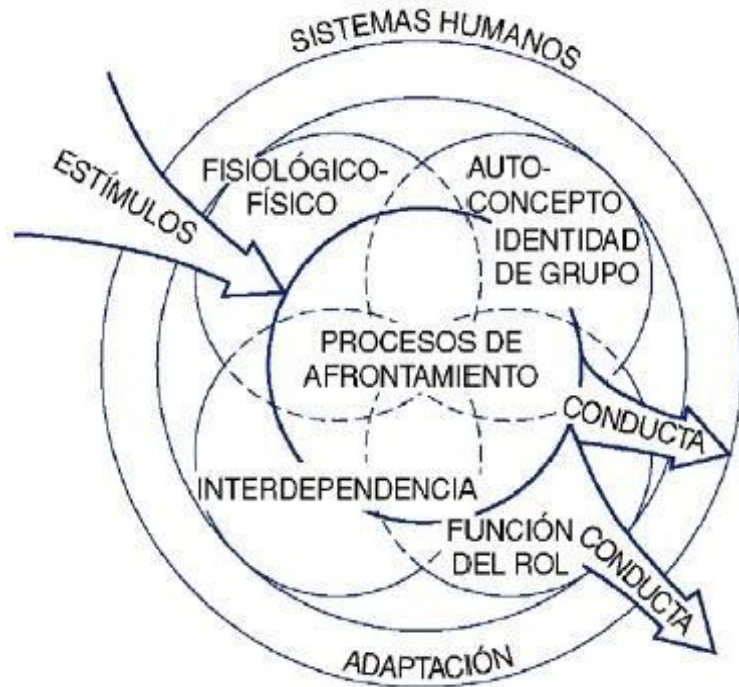 SISTEMAS HUMANOS
ESTÍMULOS
FISIOLÓGICO-
FÍSICO
AUTO-
CONCEPTO
IDENTIDAD
DE GRUPO
PROCESOS DE
AFRONTAMIENTO
CONDUCTA
INTERDEPENDENCIA
FUNCIÓN
DEL ROL
CONDUCTA
ADAPTACIÓN